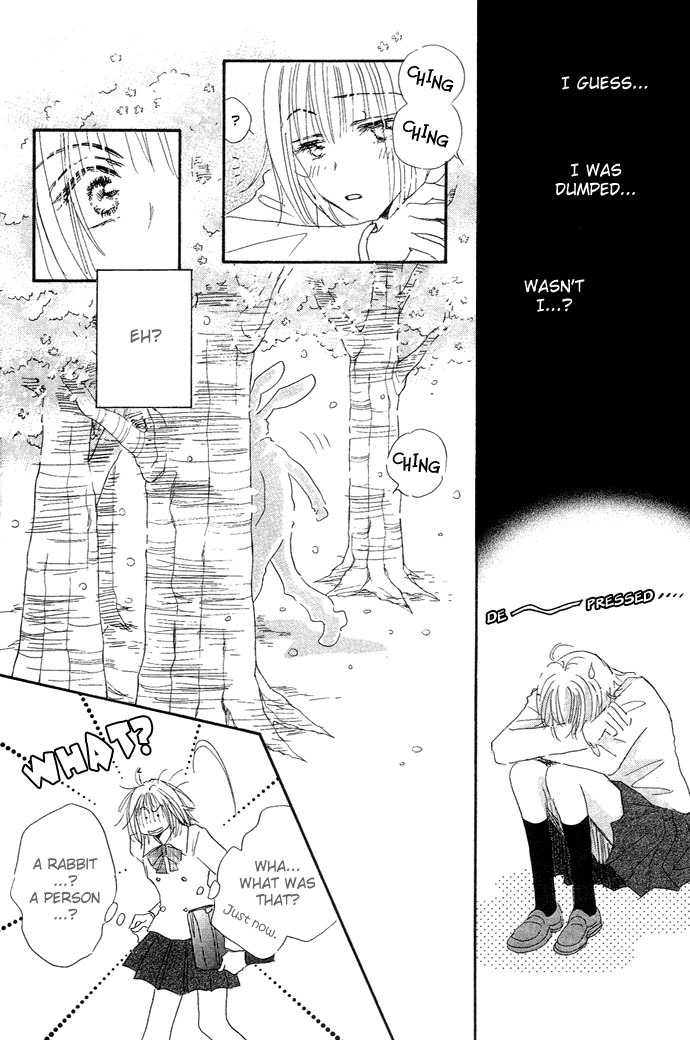 I GUESS...
I WAS
DUMPED...
WASN'T
I...?
DE PRESSED....
CHING
CHING
?
EH?
CHING
WHAT?
WHA...
WHAT WAS
THAT?
Just now.
A RABBIT
...?
A PERSON
...?